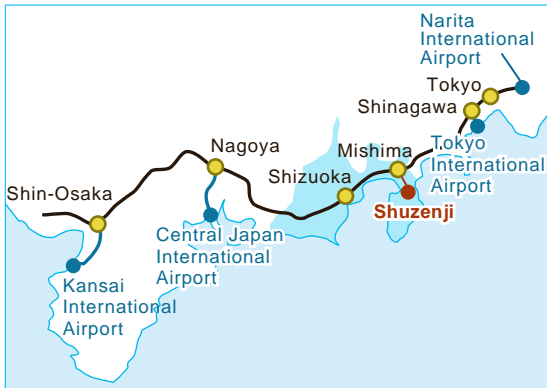 Narita
International
Airport
Tokyo
Shinagawa
Tokyo
International
Airport
Mishima
Nagoya
Shizuoka
Shuzenji
Shin-Osaka
Central Japan
International
Airport
Kansai
International
Airport